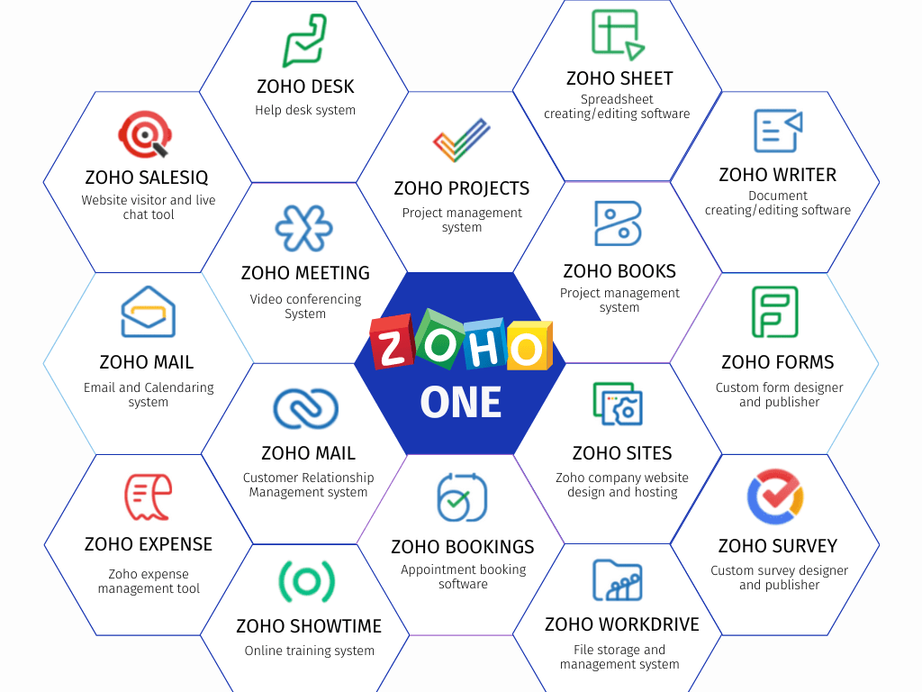 ZOHO DESK
Help desk system
ZOHO SHEET
Spreadsheet
creating/editing software
ZOHO SALESIQ
Website visitor and live
chat tool
ZOHO PROJECTS
Project management
system
ZOHO WRITER
Document
creating/editing software
ZOHO MEETING
Video conferencing
System
ZOHO BOOKS
Project management
system
ZOHO MAIL
Email and Calendaring
system
ZOHO
ONE
ZOHO FORMS
Custom form designer
and publisher
ZOHO MAIL
Customer Relationship
Management system
ZOHO SITES
Zoho company website
design and hosting
ZOHO EXPENSE
Zoho expense
management tool
ZOHO BOOKINGS
Appointment booking
software
ZOHO SURVEY
Custom survey designer
and publisher
ZOHO SHOWTIME
Online training system
ZOHO WORKDRIVE
File storage and
management system